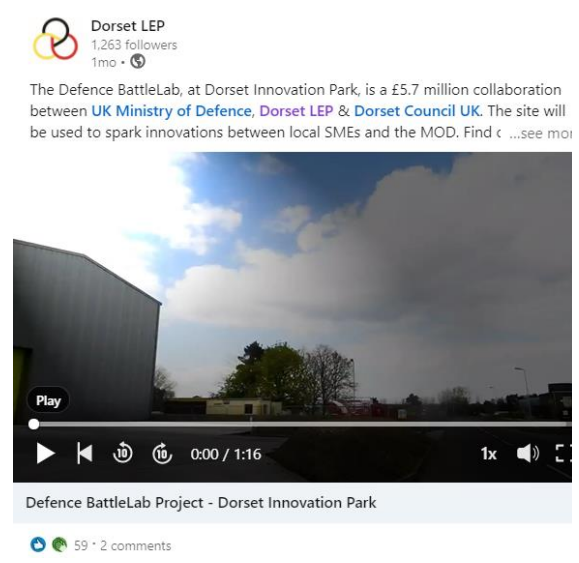 Dorset LEP
1,263 followers
1mo •
The Defence BattleLab, at Dorset Innovation Park, is a £5.7 million collaboration
between UK Ministry of Defence, Dorset LEP & Dorset Council UK. The site will
be used to spark innovations between local SMEs and the MOD. Find ...see mor
Play
10
10
0:00 / 1:16
1x
Defence BattleLab Project - Dorset Innovation Park
59 · 2 comments